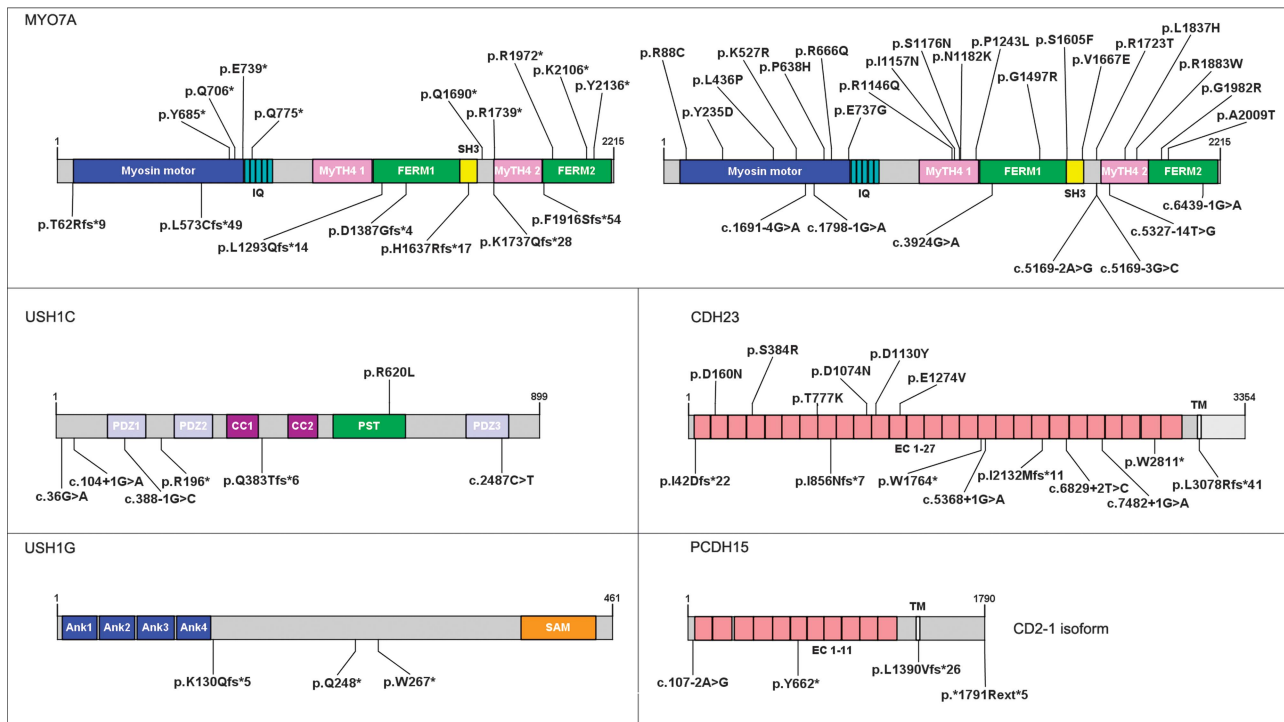 MYO7A
p.R1972*
p.E739*
p.K2106*
p.Q706*
p.Q1690*
p.Y2136*
p.Y685*
p.Q775*
p.R1739*
1
SH3
2215
Myosin motor
MyTH4 1
FERM1
MyTH4 2
FERM2
IQ
p.T62Rfs*9
p.L573Cfs*49
p.F1916Sfs*54
p.D1387Gfs*4
p.K1737Qfs*28
p.L1293Qfs*14
p.H1637Rfs*17
p.L1837H
p.S1176N
p.P1243L
p.S1605F
p.R1723T
p.R88C
p.K527R
p.R666Q
p.I1157N
p.N1182K
p.V1667E
p.L436P
p.P638H
p.R1146Q
p.G1497R
p.R1883W
p.G1982R
p.Y235D
p.E737G
p.A2009T
1
2215
Myosin motor
MyTH4 1
FERM1
MyTH4 2
FERM2
IQ
SH3
c.6439-1G>A
c.1691-4G>A
c.1798-1G>A
c.3924G>A
c.5327-14T>G
c.5169-2A>G
c.5169-3G>C
USH1C
p.R620L
1
899
PDZ1
PDZ2
CC1
CC2
PST
PDZ3
c.104+1G>A
p.R196*
p.Q383Tfs*6
c.2487C>T
c.36G>A
c.388-1G>C
CDH23
p.S384R
p.D1130Y
p.D160N
p.D1074N
p.E1274V
p.T777K
1
TM
3354
EC 1-27
p.I42Dfs*22
p.I856Nfs*7
p.W1764*
p.I2132Mfs*11
p.W2811*
c.5368+1G>A
c.6829+2T>C
p.L3078Rfs*41
c.7482+1G>A
USH1G
1
461
Ank1
Ank2
Ank3
Ank4
SAM
p.K130Qfs*5
p.Q248*
p.W267*
PCDH15
1
TM
1790
CD2-1 isoform
EC 1-11
c.107-2A>G
p.Y662*
p.L1390Vfs*26
p.*1791Rext*5